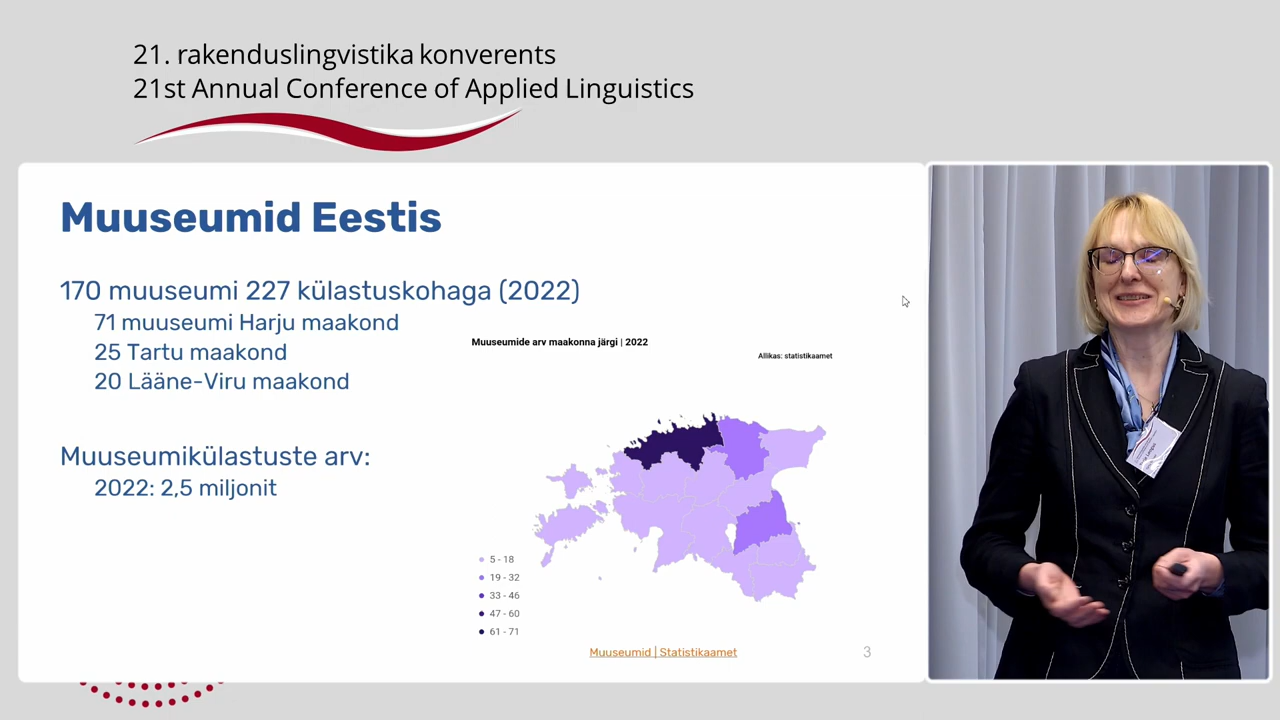 21. rakenduslingvistika konverents
21st Annual Conference of Applied Linguistics
Muuseumid Eestis
170 muuseumi 227 külastuskohaga (2022)
71 muuseumi Harju maakond
25 Tartu maakond
20 Lääne-Viru maakond
Muuseumikülastuste arv:
2022: 2,5 miljonit
Muuseumide arv maakonna järgi | 2022
Allikas: statistikaamet
5 - 18
19 - 32
33 - 46
47 - 60
61 - 71
Muuseumid | Statistikaamet
3